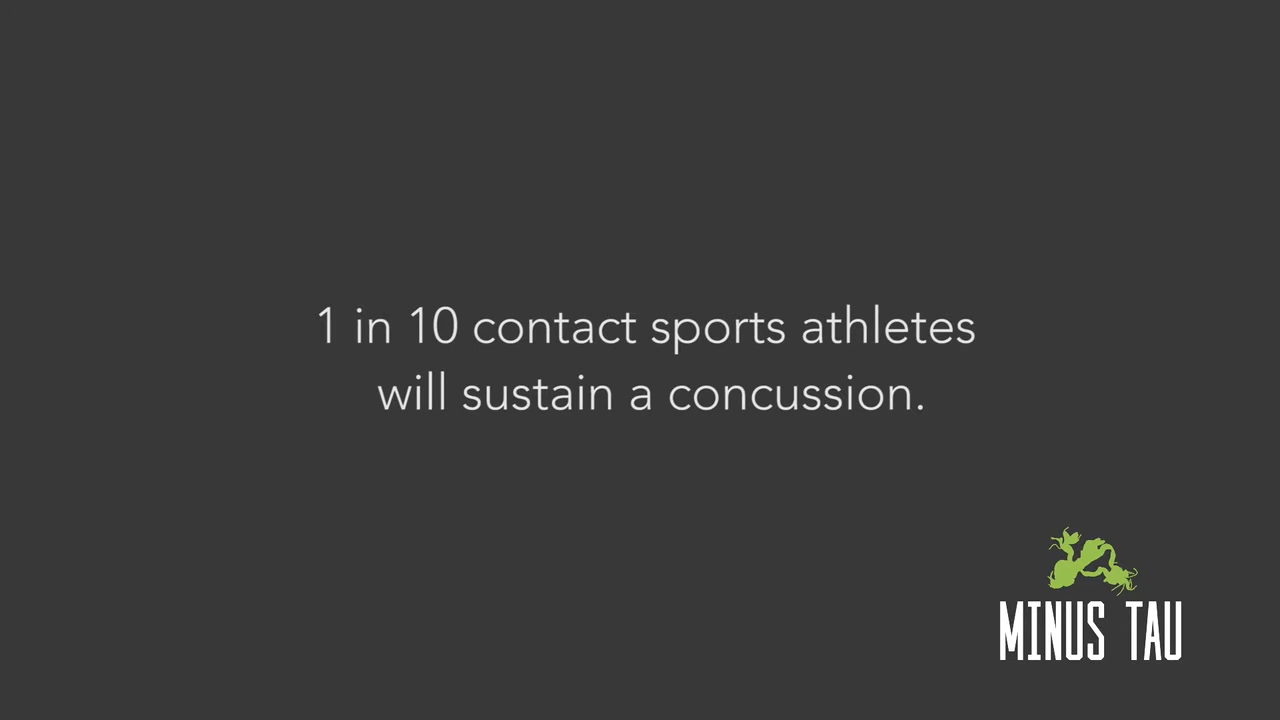 1 in 10 contact sports athletes
will sustain a concussion.
MINUS TAU